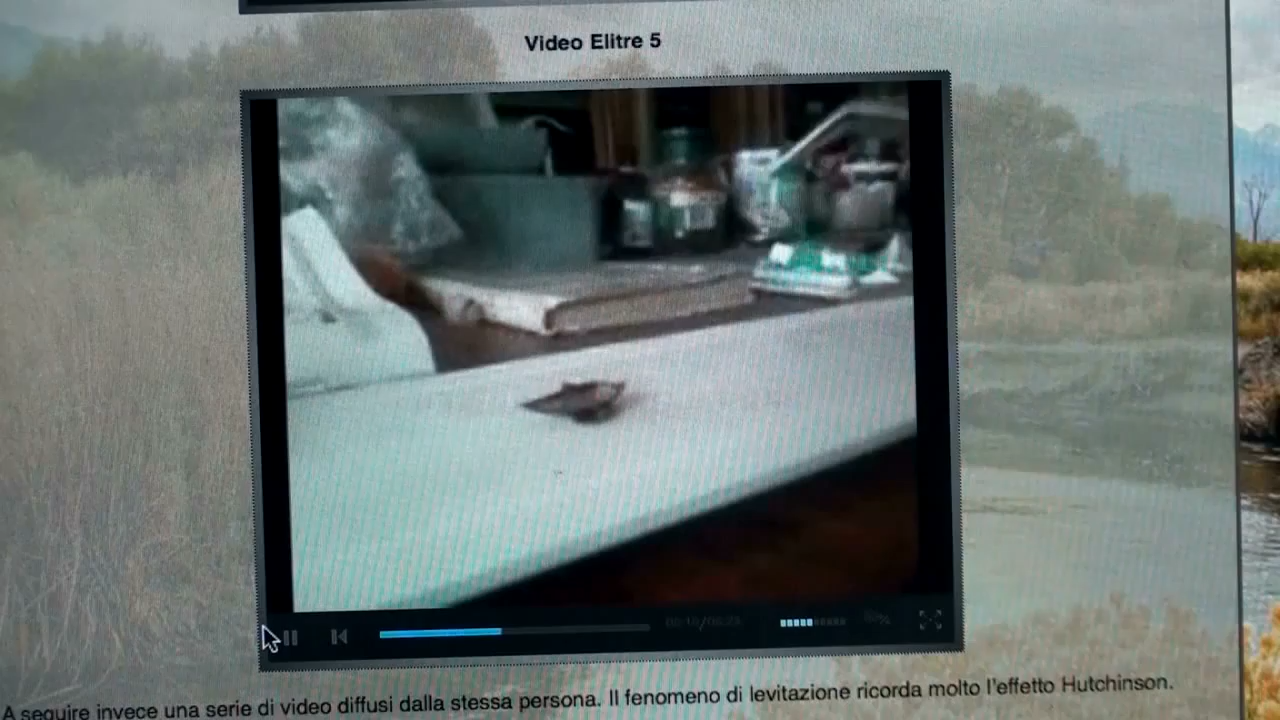 Video Elitre 5
A seguire invece una serie di video diffusi dalla stessa persona. Il fenomeno di levitazione ricorda molto l'effetto Hutchinson.